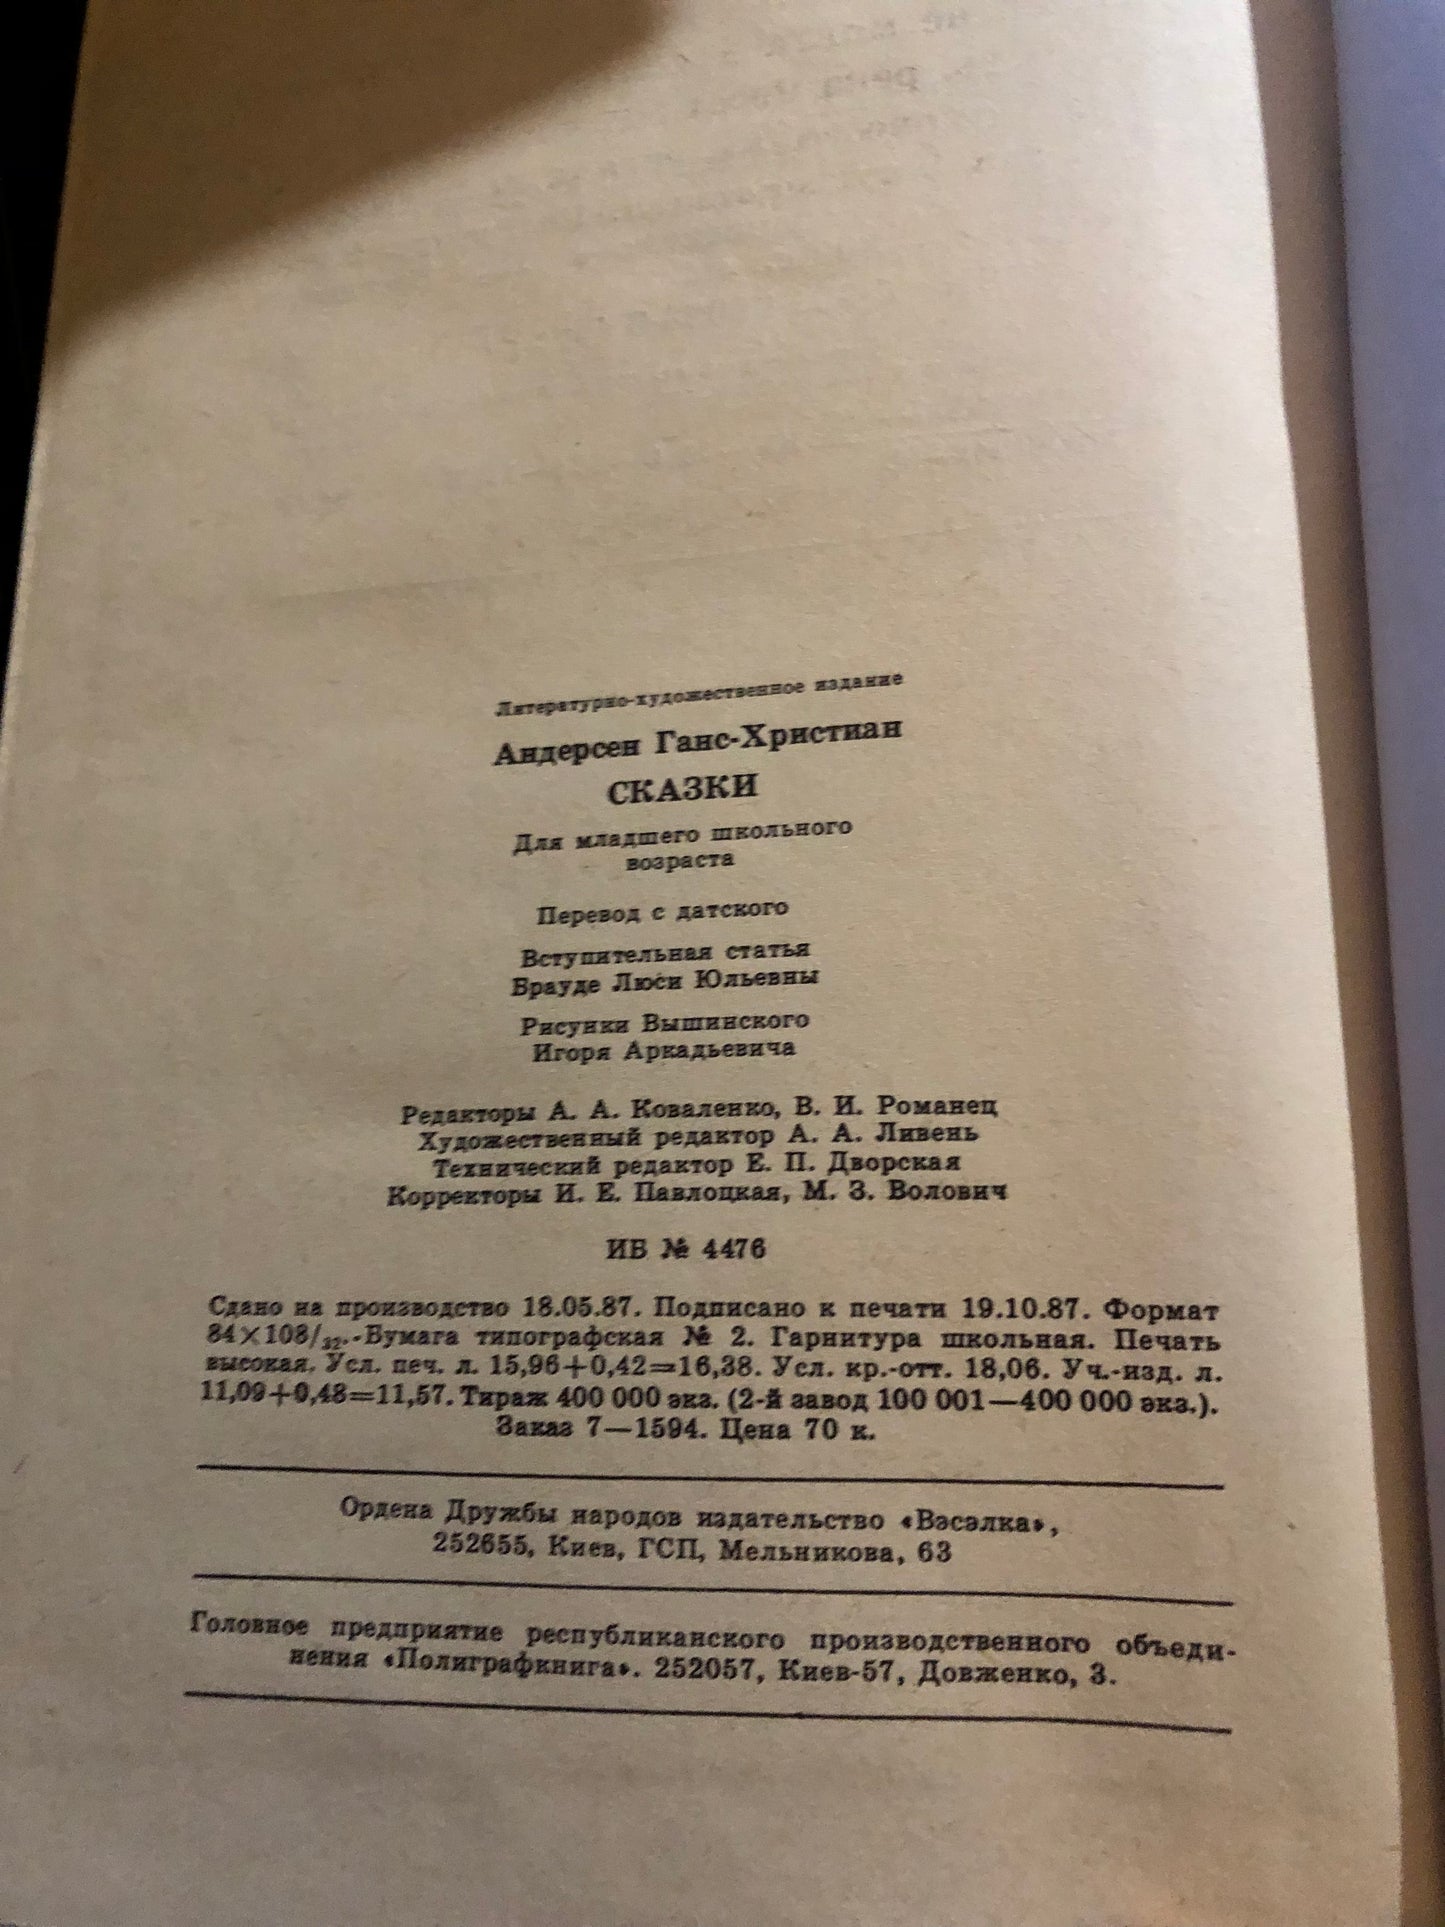 Литературно-художественное издание
Андерсен Ганс-Христиан
СКАЗКИ
Для младшего школьного
возраста
Перевод с датского
Вступительная статья
Брауде Люси Юльевны
Рисунки Вышинского
Игоря Аркадьевича
Редакторы А. А. Коваленко, В. И. Романец
Художественный редактор А. А. Ливень
Технический редактор Е. П. Дворская
Корректоры И. Е. Павлоцкая, М. З. Волович
ИБ № 4476
Сдано на производство 18.05.87. Подписано к печати 19.10.87. Формат
84×108/32. Бумага типографская № 2. Гарнитура школьная. Печать
высокая. Усл. печ. л. 15,96+0,42=16,38. Усл. кр.-отт. 18,06. Уч.-изд. л.
11,09+0,48=11,57. Тираж 400 000 экз. (2-й завод 100 001—400 000 экз.).
Заказ 7—1594. Цена 70 к.
Ордена Дружбы народов издательство «Вэсэлка»,
252655, Киев, ГСП, Мельникова, 63
Головное предприятие республиканского производственного объеди-
нения «Полиграфкнига». 252057, Киев-57, Довженко, 3.